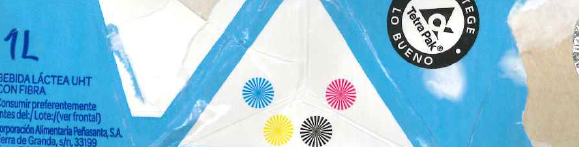 1L
BEBIDA LÁCTEA UHT
CON FIBRA
Consumir preferentemente
antes del:/ Lote:/(ver frontal)
Corporación Alimentaria Peñasanta, S.A.
Sierra de Granda, s/n, 33199
TEGE
LO BUENO
Tetra Pak®